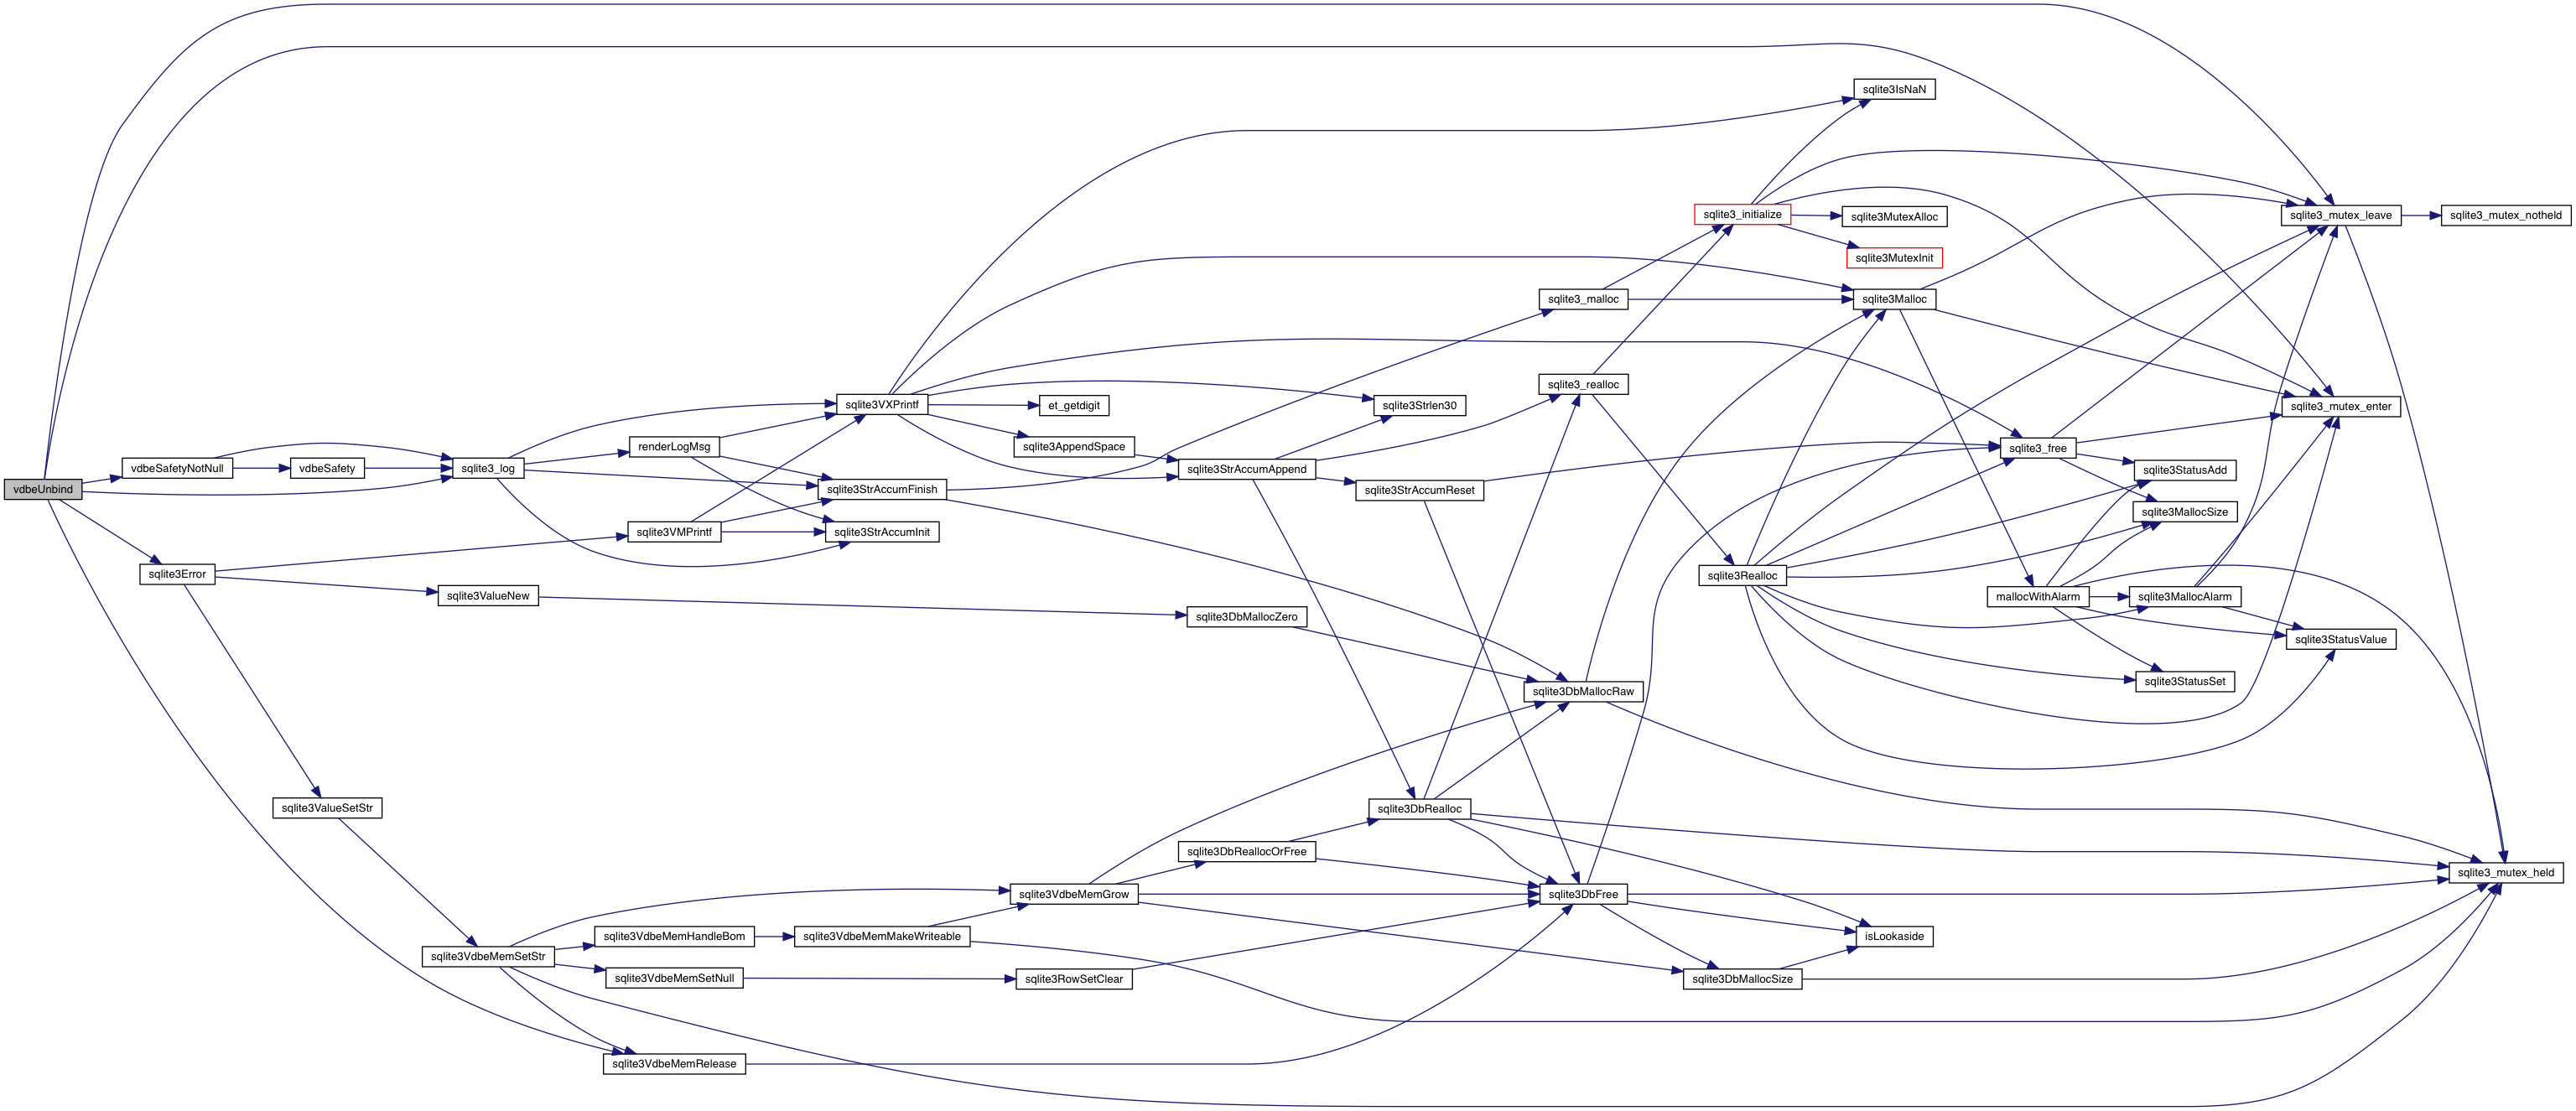 vdbeUnbind
vdbeSafetyNotNull
vdbeSafety
sqlite3_log
sqlite3Error
sqlite3ValueNew
sqlite3ValueSetStr
sqlite3VdbeMemSetStr
sqlite3VdbeMemHandleBom
sqlite3VdbeMemSetNull
sqlite3VdbeMemRelease
renderLogMsg
sqlite3VMPrintf
sqlite3VXPrintf
sqlite3StrAccumFinish
sqlite3StrAccumInit
sqlite3VdbeMemMakeWriteable
et_getdigit
sqlite3AppendSpace
sqlite3VdbeMemGrow
sqlite3RowSetClear
sqlite3StrAccumAppend
sqlite3DbMallocZero
sqlite3DbReallocOrFree
sqlite3Strlen30
sqlite3StrAccumReset
sqlite3DbRealloc
sqlite3_malloc
sqlite3_realloc
sqlite3DbMallocRaw
sqlite3DbFree
sqlite3_initialize
sqlite3Realloc
sqlite3DbMallocSize
sqlite3IsNaN
sqlite3MutexAlloc
sqlite3MutexInit
sqlite3Malloc
isLookaside
sqlite3_free
mallocWithAlarm
sqlite3StatusAdd
sqlite3MallocSize
sqlite3MallocAlarm
sqlite3StatusValue
sqlite3StatusSet
sqlite3_mutex_leave
sqlite3_mutex_enter
sqlite3_mutex_notheld
sqlite3_mutex_held